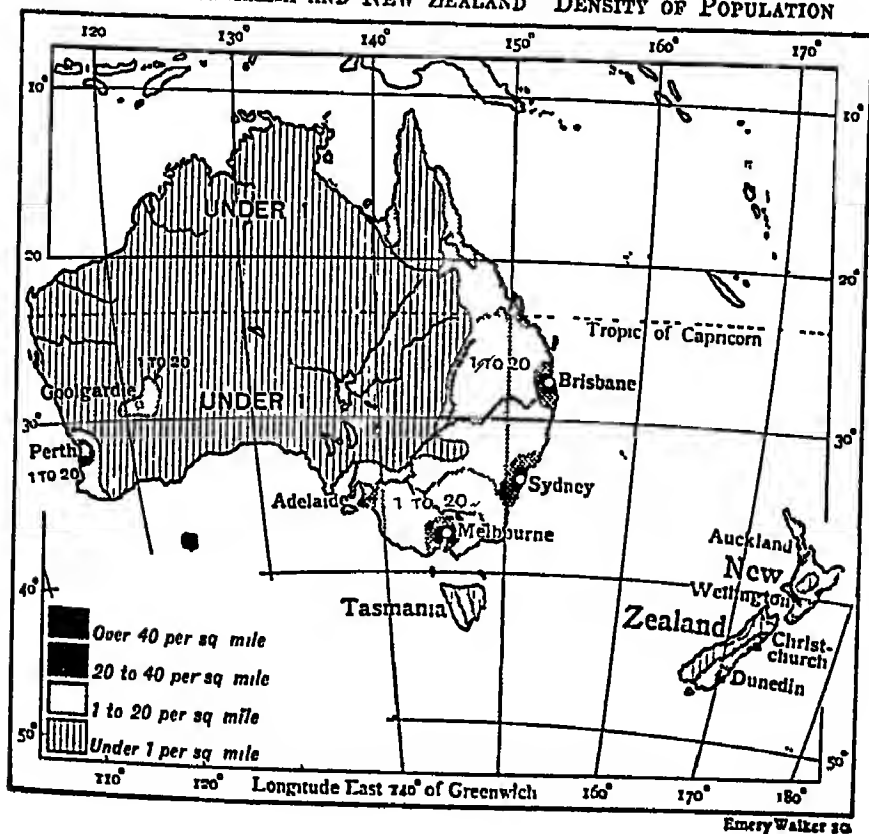 AND NEW ZEALAND DENSITY OF POPULATION
120 130° 140° 150° 160° 170°
10° 10°
UNDER 1
20 20°
Tropic of Capricorn
1 TO 20 1 TO 20
Coolgardie UNDER 1 Brisbane
30° 30°
Perth
1 TO 20 Sydney
Adelaide 1 TO 20
Melbourne Auckland
New
40° Wellington
Tasmania Zealand
Over 40 per sq mile Christ-
church
20 to 40 per sq mile Dunedin
1 to 20 per sq mile
50° Under 1 per sq mile 50°
110° 120° Longitude East 140° of Greenwich 160° 170° 180°
Emery Walker sc.